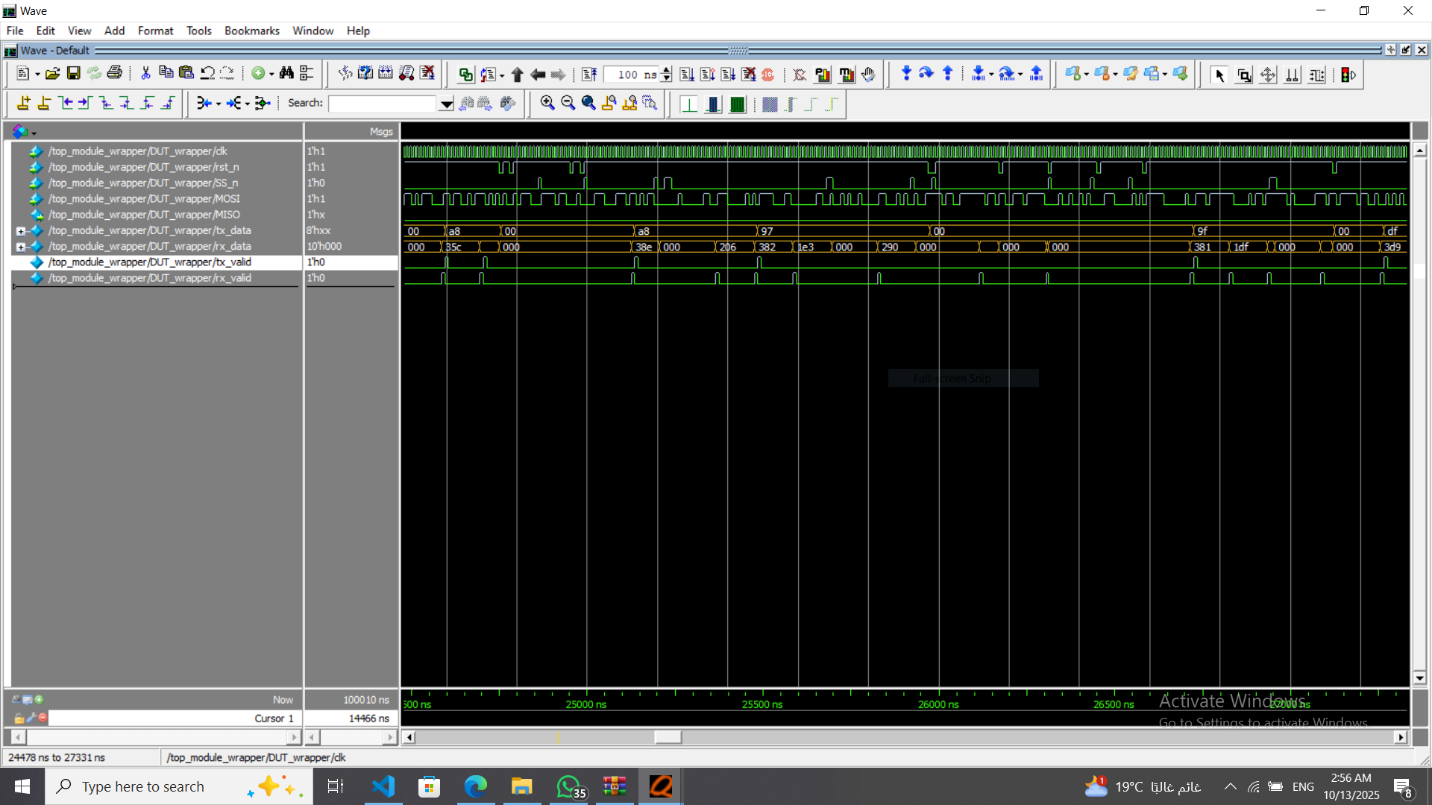 Wave
File Edit View Add Format Tools Bookmarks Window Help
Wave - Default
100 ns
Search:
Msgs
/top_module_wrapper/DUT_wrapper/clk 1'h1
/top_module_wrapper/DUT_wrapper/rst_n 1'h1
/top_module_wrapper/DUT_wrapper/SS_n 1'h0
/top_module_wrapper/DUT_wrapper/MOSI 1'h1
/top_module_wrapper/DUT_wrapper/MISO 1'hx
/top_module_wrapper/DUT_wrapper/tx_data 8'hxx 00 a8 00 a8 97 00 9f 00 df
/top_module_wrapper/DUT_wrapper/rx_data 10'h000 000 35c 000 38e 000 206 382 1e3 000 290 000 000 000 381 1df 000 000 3d9
/top_module_wrapper/DUT_wrapper/tx_valid 1'h0
/top_module_wrapper/DUT_wrapper/rx_valid 1'h0
Full-screen Snip
Now 100010 ns 500 ns 25000 ns 25500 ns 26000 ns 26500 ns 27000 ns
Cursor 1 14466 ns
Activate Windows
Go to Settings to activate Windows.
24478 ns to 27331 ns /top_module_wrapper/DUT_wrapper/clk
Type here to search
35
1
19°C غائم غالبًا
ENG
2:56 AM
10/13/2025
8